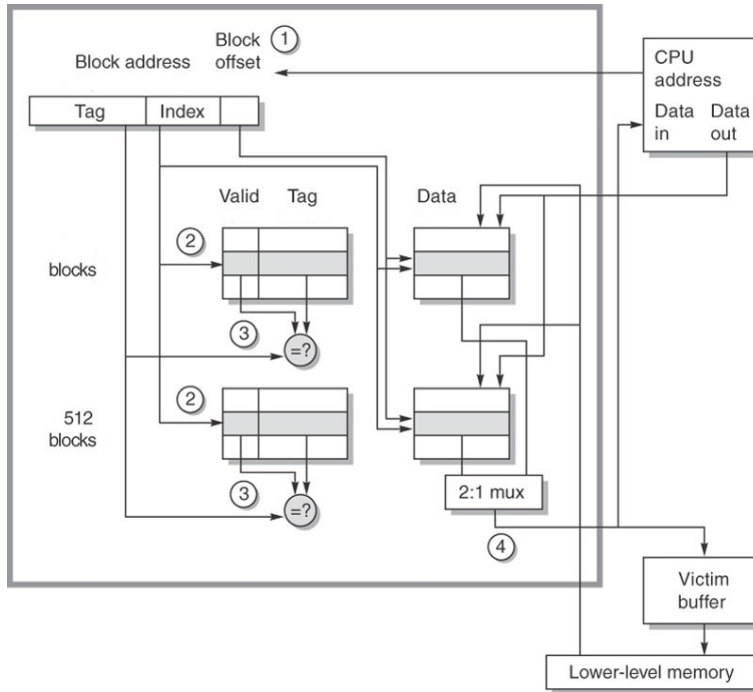 Block
offset
1
Block address
CPU
address
Data
in
Data
out
Tag
Index
Valid
Tag
Data
2
blocks
3
=?
2
512
blocks
3
=?
2:1 mux
4
Victim
buffer
Lower-level memory